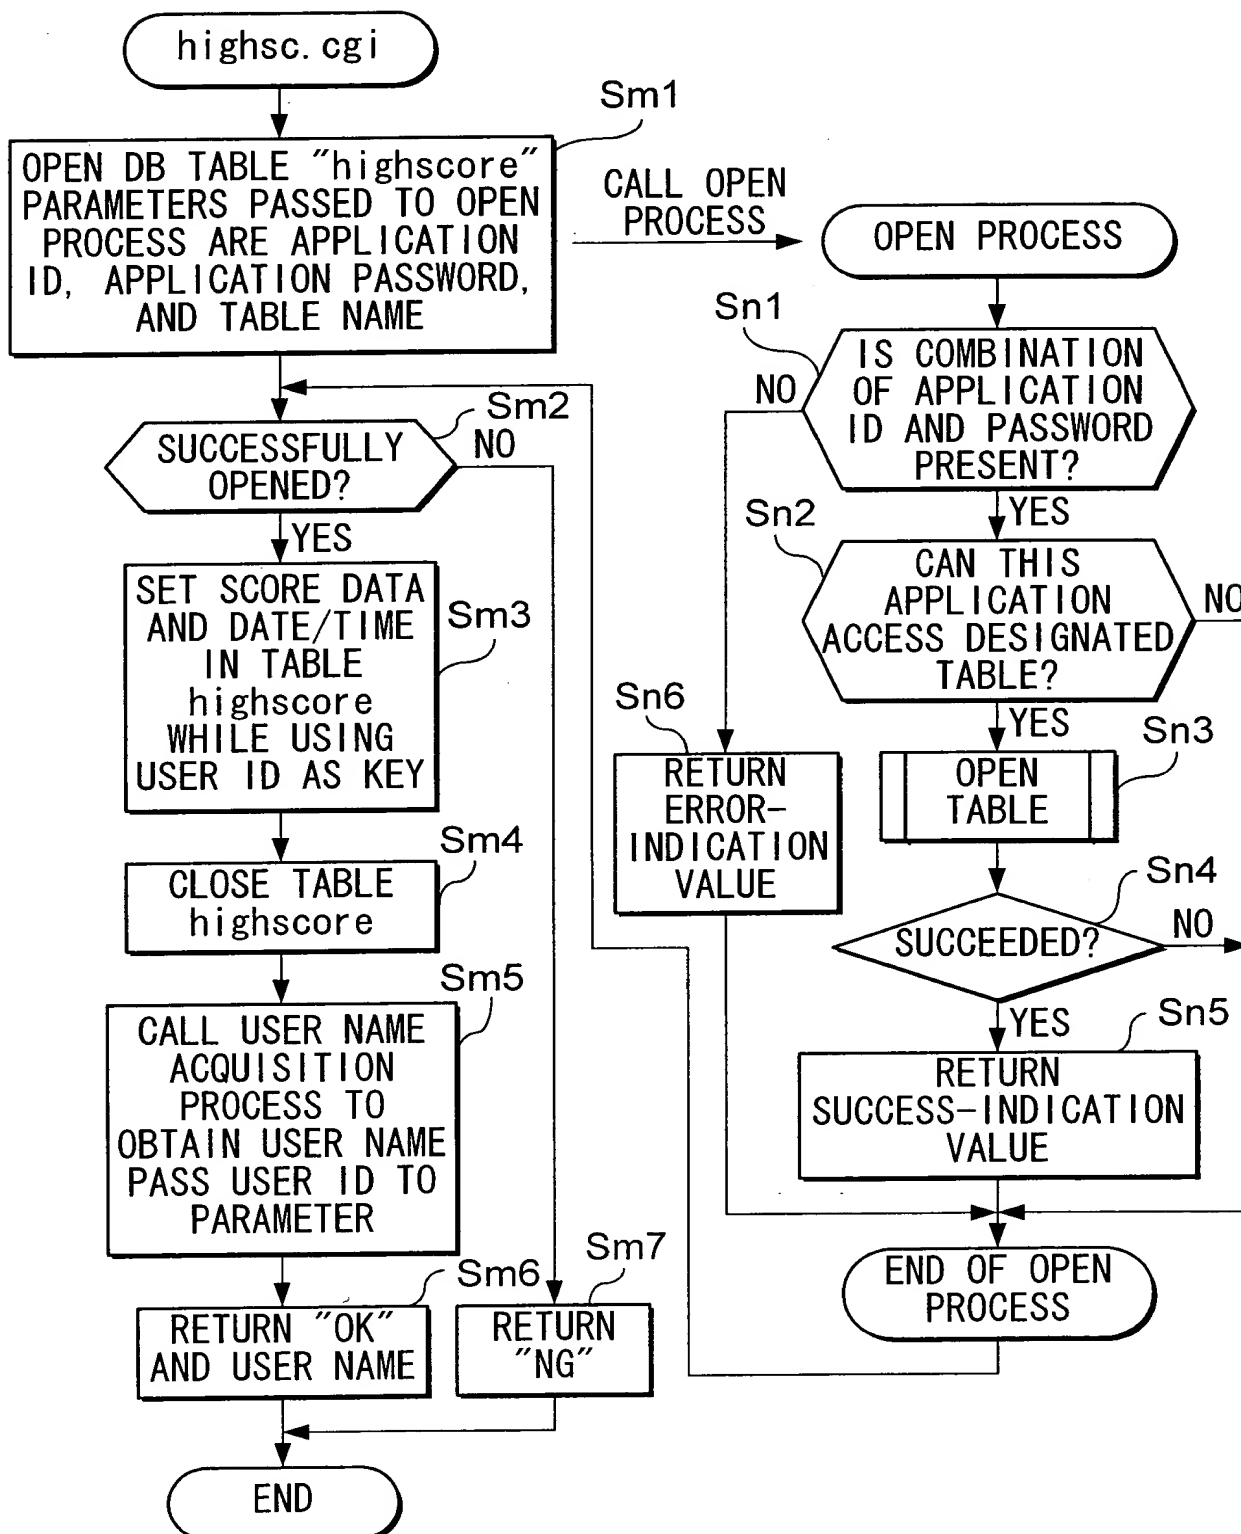 highsc.cgi
Sm1
OPEN DB TABLE "highscore"
PARAMETERS PASSED TO OPEN
PROCESS ARE APPLICATION
ID, APPLICATION PASSWORD,
AND TABLE NAME
CALL OPEN
PROCESS
Sm2
SUCCESSFULLY
OPENED?
NO
YES
SET SCORE DATA
AND DATE/TIME
IN TABLE
highscore
WHILE USING
USER ID AS KEY
Sm3
Sm4
CLOSE TABLE
highscore
Sm5
CALL USER NAME
ACQUISITION
PROCESS TO
OBTAIN USER NAME
PASS USER ID TO
PARAMETER
Sm6
RETURN "OK"
AND USER NAME
Sm7
RETURN
"NG"
END
OPEN PROCESS
Sn1
IS COMBINATION
OF APPLICATION
ID AND PASSWORD
PRESENT?
NO
YES
Sn2
CAN THIS
APPLICATION
ACCESS DESIGNATED
TABLE?
NO
YES
Sn3
OPEN
TABLE
Sn6
RETURN
ERROR-
INDICATION
VALUE
Sn4
SUCCEEDED?
NO
YES
Sn5
RETURN
SUCCESS-INDICATION
VALUE
END OF OPEN
PROCESS